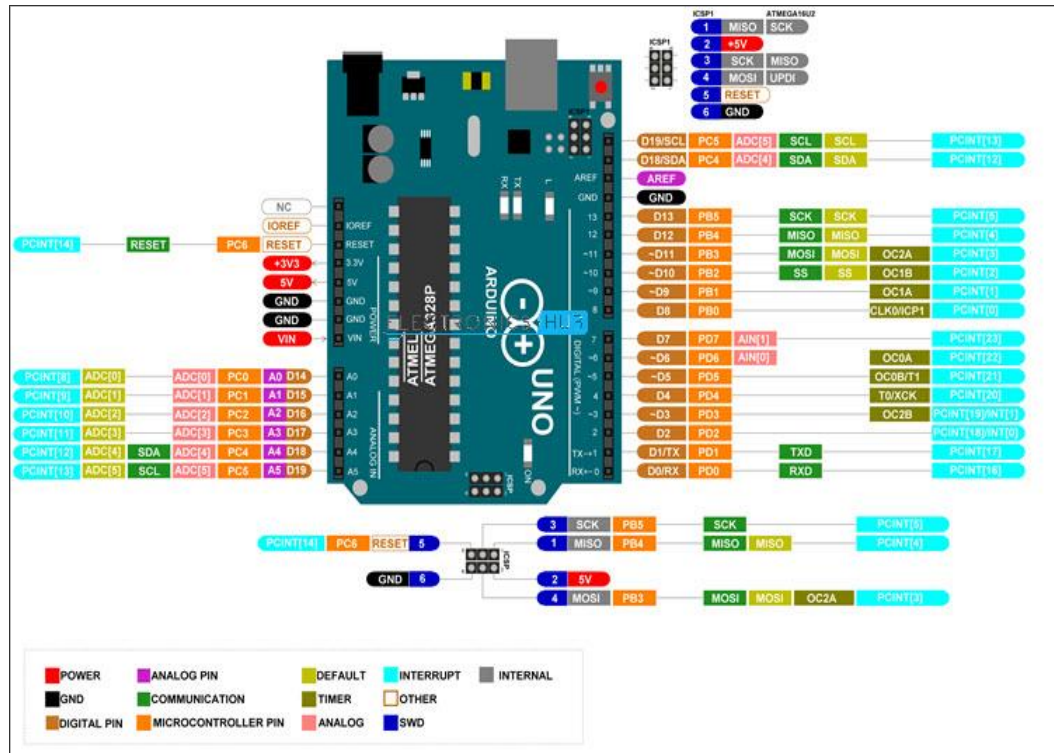 ICSP1 ATMEGA16U2
1 MISO SCK
2 +5V
3 SCK MISO
4 MOSI UPDI
5 RESET
6 GND
ICSP1
ICSP1
D19/SCL PC5 ADC[5] SCL SCL PCINT[13]
D18/SDA PC4 ADC[4] SDA SDA PCINT[12]
AREF AREF
GND GND
13 D13 PB5 SCK SCK PCINT[5]
12 D12 PB4 MISO MISO PCINT[4]
~11 ~D11 PB3 MOSI MOSI OC2A PCINT[3]
~10 ~D10 PB2 SS SS OC1B PCINT[2]
~9 ~D9 PB1 OC1A PCINT[1]
8 D8 PB0 CLK0/ICP1 PCINT[0]
7 D7 PD7 AIN[1] PCINT[23]
~6 ~D6 PD6 AIN[0] OC0A PCINT[22]
~5 ~D5 PD5 OC0B/T1 PCINT[21]
4 D4 PD4 T0/XCK PCINT[20]
~3 ~D3 PD3 OC2B PCINT[19]/INT[1]
2 D2 PD2 PCINT[18]/INT[0]
TX→1 D1/TX PD1 TXD PCINT[17]
RX←0 D0/RX PD0 RXD PCINT[16]
RX TX L
NC
IOREF IOREF
PCINT[14] RESET PC6 RESET RESET
+3V3 3.3V
5V 5V
GND GND
GND GND
VIN VIN
POWER
PCINT[8] ADC[0] ADC[0] PC0 A0 D14 A0
PCINT[9] ADC[1] ADC[1] PC1 A1 D15 A1
PCINT[10] ADC[2] ADC[2] PC2 A2 D16 A2
PCINT[11] ADC[3] ADC[3] PC3 A3 D17 A3
PCINT[12] ADC[4] SDA ADC[4] PC4 A4 D18 A4
PCINT[13] ADC[5] SCL ADC[5] PC5 A5 D19 A5
ANALOG IN
ATMEL
ATMEGA328P
ARDUINO
UNO
ELECTRONICS HUB
DIGITAL (PWM ~)
ON
ICSP
3 SCK PB5 SCK PCINT[5]
PCINT[14] PC6 RESET 5 1 MISO PB4 MISO MISO PCINT[4]
ICSP
GND 6 2 5V
4 MOSI PB3 MOSI MOSI OC2A PCINT[3]
POWER ANALOG PIN DEFAULT INTERRUPT INTERNAL
GND COMMUNICATION TIMER OTHER
DIGITAL PIN MICROCONTROLLER PIN ANALOG SWD